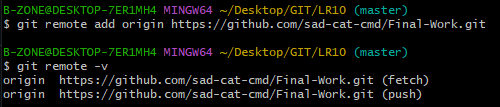 B-ZONE@DESKTOP-7ER1MH4 MINGW64 ~/Desktop/GIT/LR10 (master)
$ git remote add origin https://github.com/sad-cat-cmd/Final-Work.git
B-ZONE@DESKTOP-7ER1MH4 MINGW64 ~/Desktop/GIT/LR10 (master)
$ git remote -v
origin  https://github.com/sad-cat-cmd/Final-Work.git (fetch)
origin  https://github.com/sad-cat-cmd/Final-Work.git (push)